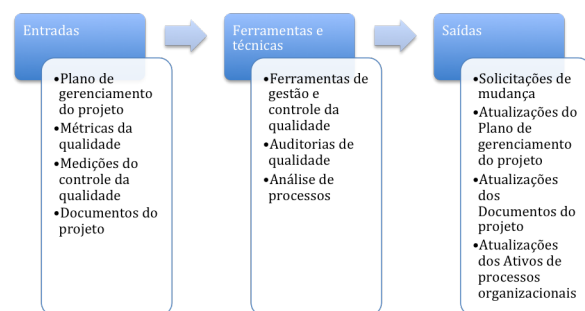 Entradas
•Plano de
gerenciamento
do projeto
•Métricas da
qualidade
•Medições do
controle da
qualidade
•Documentos do
projeto
Ferramentas e
técnicas
•Ferramentas de
gestão e
controle da
qualidade
•Auditorias de
qualidade
•Análise de
processos
Saídas
•Solicitações de
mudança
•Atualizações do
Plano de
gerenciamento
do projeto
•Atualizações
dos
Documentos do
projeto
•Atualizações
dos Ativos de
processos
organizacionais